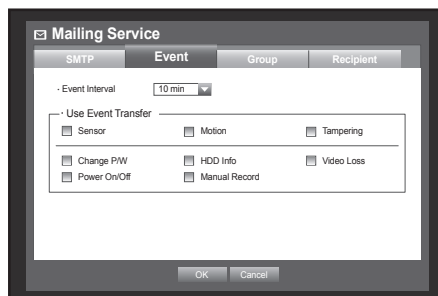 Mailing Service
SMTP Event Group Recipient
· Event Interval 10 min
· Use Event Transfer
Sensor Motion Tampering
Change P/W HDD Info Video Loss
Power On/Off Manual Record
OK Cancel